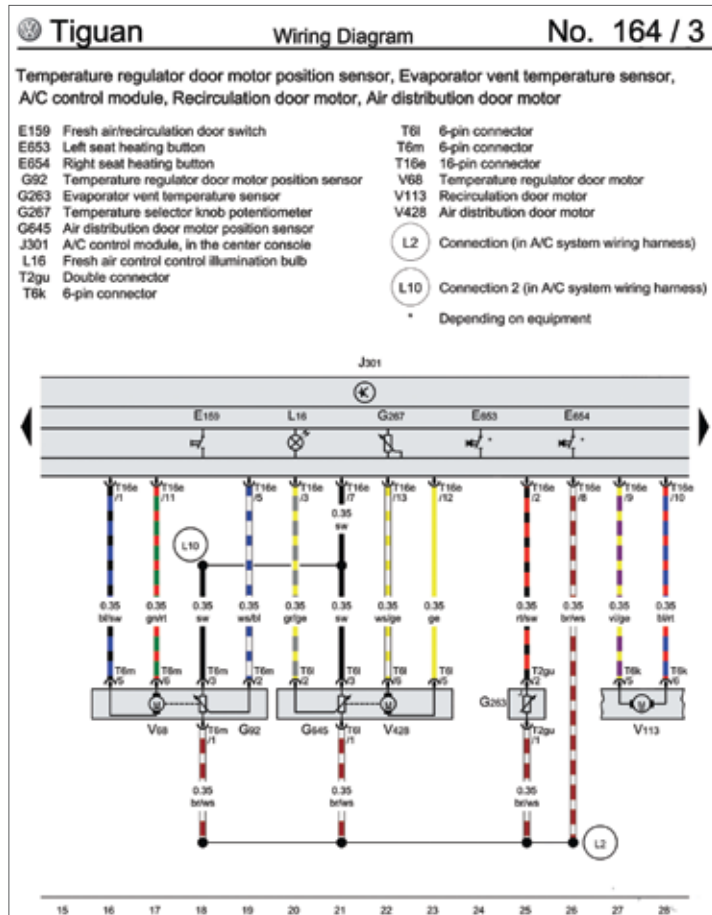 Tiguan Wiring Diagram No. 164 / 3
Temperature regulator door motor position sensor, Evaporator vent temperature sensor,
A/C control module, Recirculation door motor, Air distribution door motor
E159 Fresh air/recirculation door switch
E653 Left seat heating button
E654 Right seat heating button
G92 Temperature regulator door motor position sensor
G263 Evaporator vent temperature sensor
G267 Temperature selector knob potentiometer
G645 Air distribution door motor position sensor
J301 A/C control module, in the center console
L16 Fresh air control control illumination bulb
T2gu Double connector
T6k 6-pin connector
T6l 6-pin connector
T6m 6-pin connector
T16e 16-pin connector
V68 Temperature regulator door motor
V113 Recirculation door motor
V428 Air distribution door motor
L2 Connection (in A/C system wiring harness)
L10 Connection 2 (in A/C system wiring harness)
* Depending on equipment
J301
E159 L16 G267 E653 E654
* *
T16e T16e T16e T16e T16e T16e T16e T16e T16e T16e T16e
/1 /11 /5 /3 /7 /13 /12 /2 /8 /9 /10
0.35
sw
L10
0.35 0.35 0.35 0.35 0.35 0.35 0.35 0.35 0.35 0.35 0.35 0.35
bl/sw gn/rt sw ws/bl gr/ge sw ws/ge ge rt/sw br/ws vi/ge bl/rt
T6m T6m T6m T6m T6l T6l T6l T6l T2gu T6k T6k
/5 /6 /3 /2 /2 /3 /6 /5 /2 /5 /6
M M G263 M
V68 T6m G92 G645 T6l V428 T2gu V113
/1 /1 /1
0.35 0.35 0.35
br/ws br/ws br/ws
L2
15 16 17 18 19 20 21 22 23 24 25 26 27 28